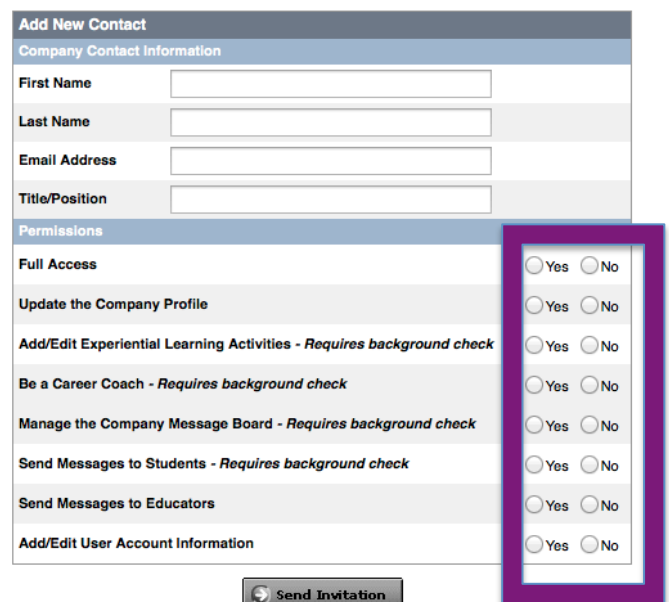 Add New Contact
Company Contact Information
First Name
Last Name
Email Address
Title/Position
Permissions
Full Access Yes No
Update the Company Profile Yes No
Add/Edit Experiential Learning Activities - Requires background check Yes No
Be a Career Coach - Requires background check Yes No
Manage the Company Message Board - Requires background check Yes No
Send Messages to Students - Requires background check Yes No
Send Messages to Educators Yes No
Add/Edit User Account Information Yes No
Send Invitation